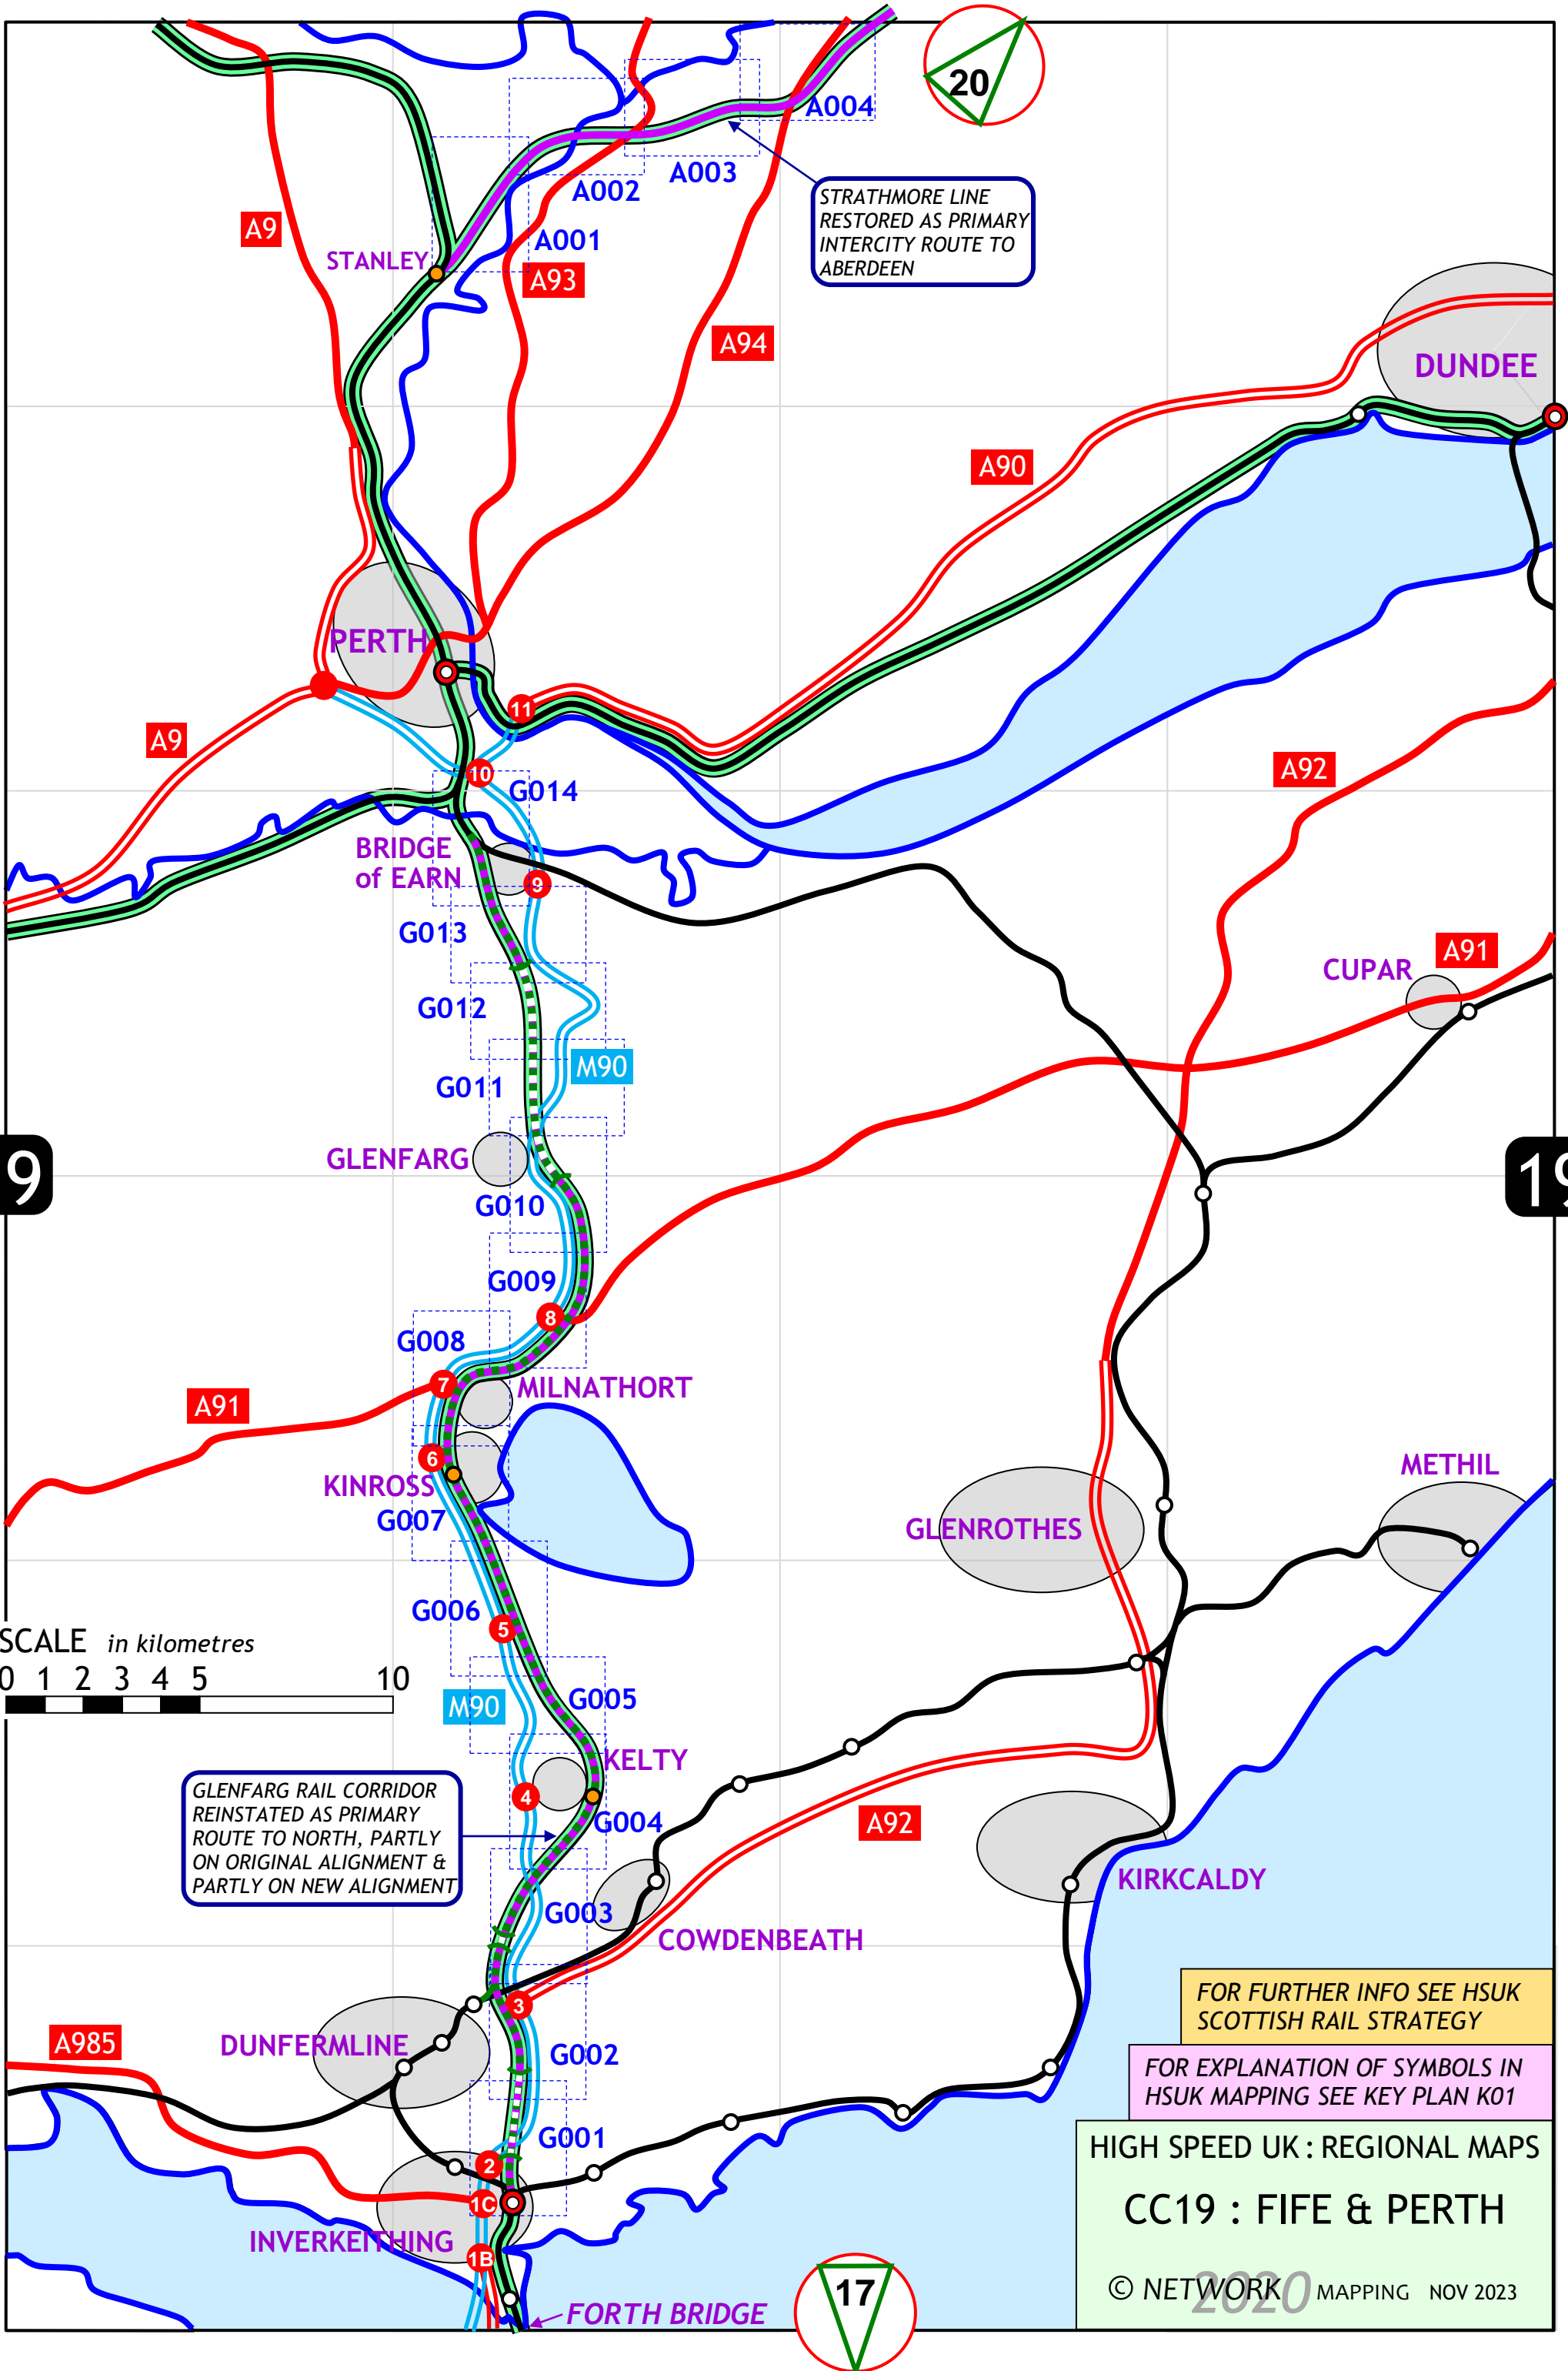 20
A004
A003
A002
A001
A9
STANLEY
A93
STRATHMORE LINE
RESTORED AS PRIMARY
INTERCITY ROUTE TO
ABERDEEN
A94
DUNDEE
A90
PERTH
11
A9
10
G014
A92
BRIDGE
of EARN
9
G013
CUPAR
A91
G012
M90
G011
GLENFARG
9
19
G010
G009
8
G008
7
MILNATHORT
A91
6
KINROSS
G007
METHIL
GLENROTHES
G006
5
SCALE in kilometres
0 1 2 3 4 5 10
M90
G005
KELTY
4
G004
GLENFARG RAIL CORRIDOR
REINSTATED AS PRIMARY
ROUTE TO NORTH, PARTLY
ON ORIGINAL ALIGNMENT &
PARTLY ON NEW ALIGNMENT
A92
KIRKCALDY
G003
COWDENBEATH
3
FOR FURTHER INFO SEE HSUK
SCOTTISH RAIL STRATEGY
A985
DUNFERMLINE
G002
FOR EXPLANATION OF SYMBOLS IN
HSUK MAPPING SEE KEY PLAN K01
G001
2
1C
INVERKEITHING
1B
HIGH SPEED UK : REGIONAL MAPS
CC19 : FIFE & PERTH
© NETWORK 2020 MAPPING NOV 2023
17
FORTH BRIDGE